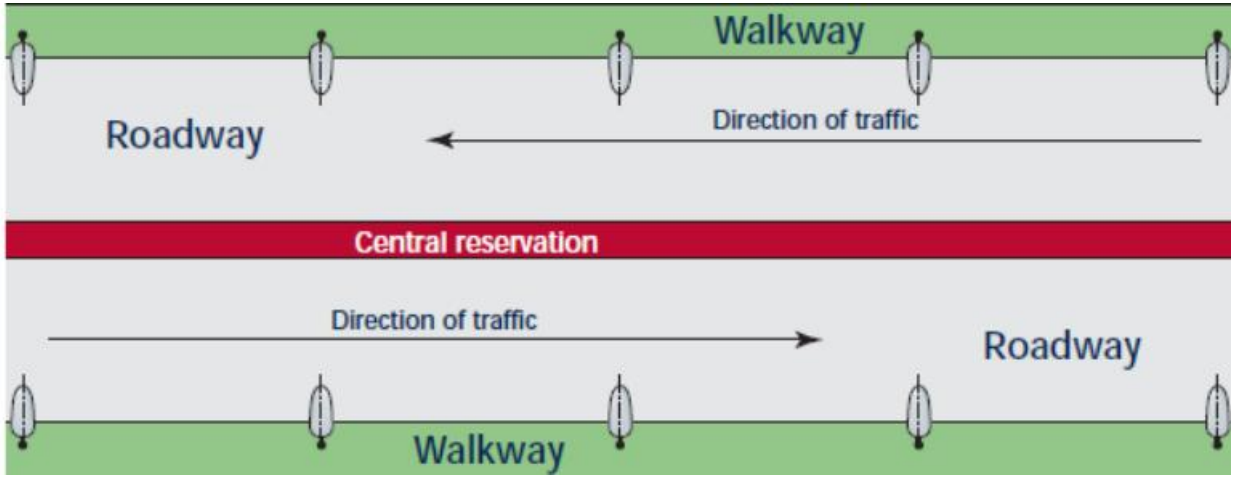 Walkway
Direction of traffic
Roadway
Central reservation
Direction of traffic
Roadway
Walkway